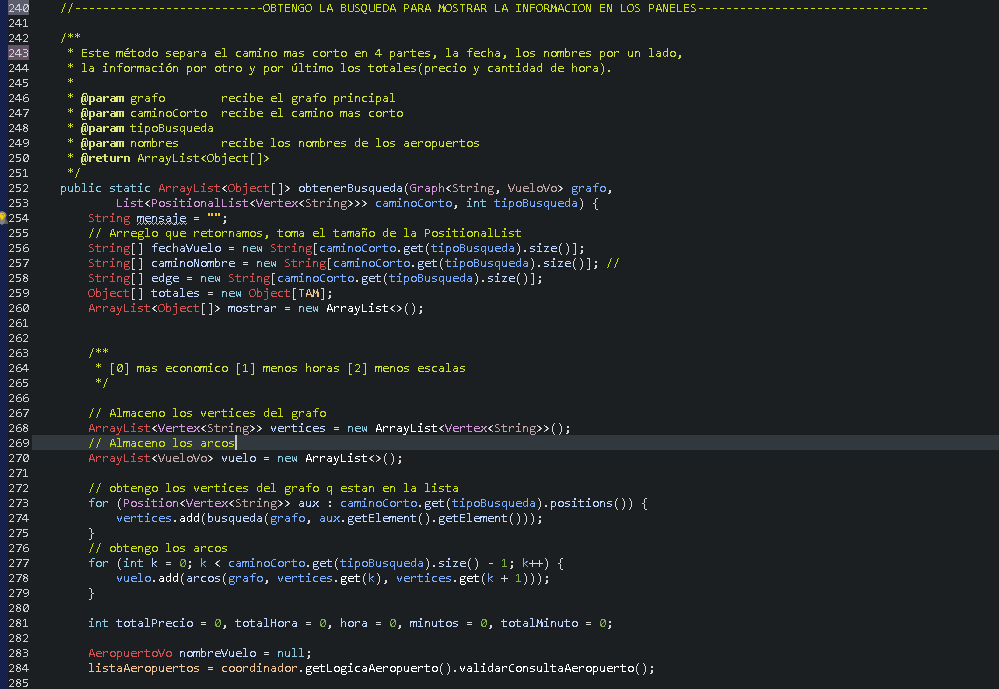 240 //---------------------------OBTENGO LA BUSQUEDA PARA MOSTRAR LA INFORMACION EN LOS PANELES---------------------------------
241
242 /**
243 * Este método separa el camino mas corto en 4 partes, la fecha, los nombres por un lado,
244 * la información por otro y por último los totales(precio y cantidad de hora).
245 *
246 * @param grafo        recibe el grafo principal
247 * @param caminoCorto  recibe el camino mas corto
248 * @param tipoBusqueda
249 * @param nombres      recibe los nombres de los aeropuertos
250 * @return ArrayList<Object[]>
251 */
252 public static ArrayList<Object[]> obtenerBusqueda(Graph<String, VueloVo> grafo,
253         List<PositionalList<Vertex<String>>> caminoCorto, int tipoBusqueda) {
254     String mensaje = "";
255     // Arreglo que retornamos, toma el tamaño de la PositionalList
256     String[] fechaVuelo = new String[caminoCorto.get(tipoBusqueda).size()];
257     String[] caminoNombre = new String[caminoCorto.get(tipoBusqueda).size()]; //
258     String[] edge = new String[caminoCorto.get(tipoBusqueda).size()];
259     Object[] totales = new Object[TAM];
260     ArrayList<Object[]> mostrar = new ArrayList<>();
261
262
263     /**
264      * [0] mas economico [1] menos horas [2] menos escalas
265      */
266
267     // Almaceno los vertices del grafo
268     ArrayList<Vertex<String>> vertices = new ArrayList<Vertex<String>>();
269     // Almaceno los arcos
270     ArrayList<VueloVo> vuelo = new ArrayList<>();
271
272     // obtengo los vertices del grafo q estan en la lista
273     for (Position<Vertex<String>> aux : caminoCorto.get(tipoBusqueda).positions()) {
274         vertices.add(busqueda(grafo, aux.getElement().getElement()));
275     }
276     // obtengo los arcos
277     for (int k = 0; k < caminoCorto.get(tipoBusqueda).size() - 1; k++) {
278         vuelo.add(arcos(grafo, vertices.get(k), vertices.get(k + 1)));
279     }
280
281     int totalPrecio = 0, totalHora = 0, hora = 0, minutos = 0, totalMinuto = 0;
282
283     AeropuertoVo nombreVuelo = null;
284     listaAeropuertos = coordinador.getLogicaAeropuerto().validarConsultaAeropuerto();
285